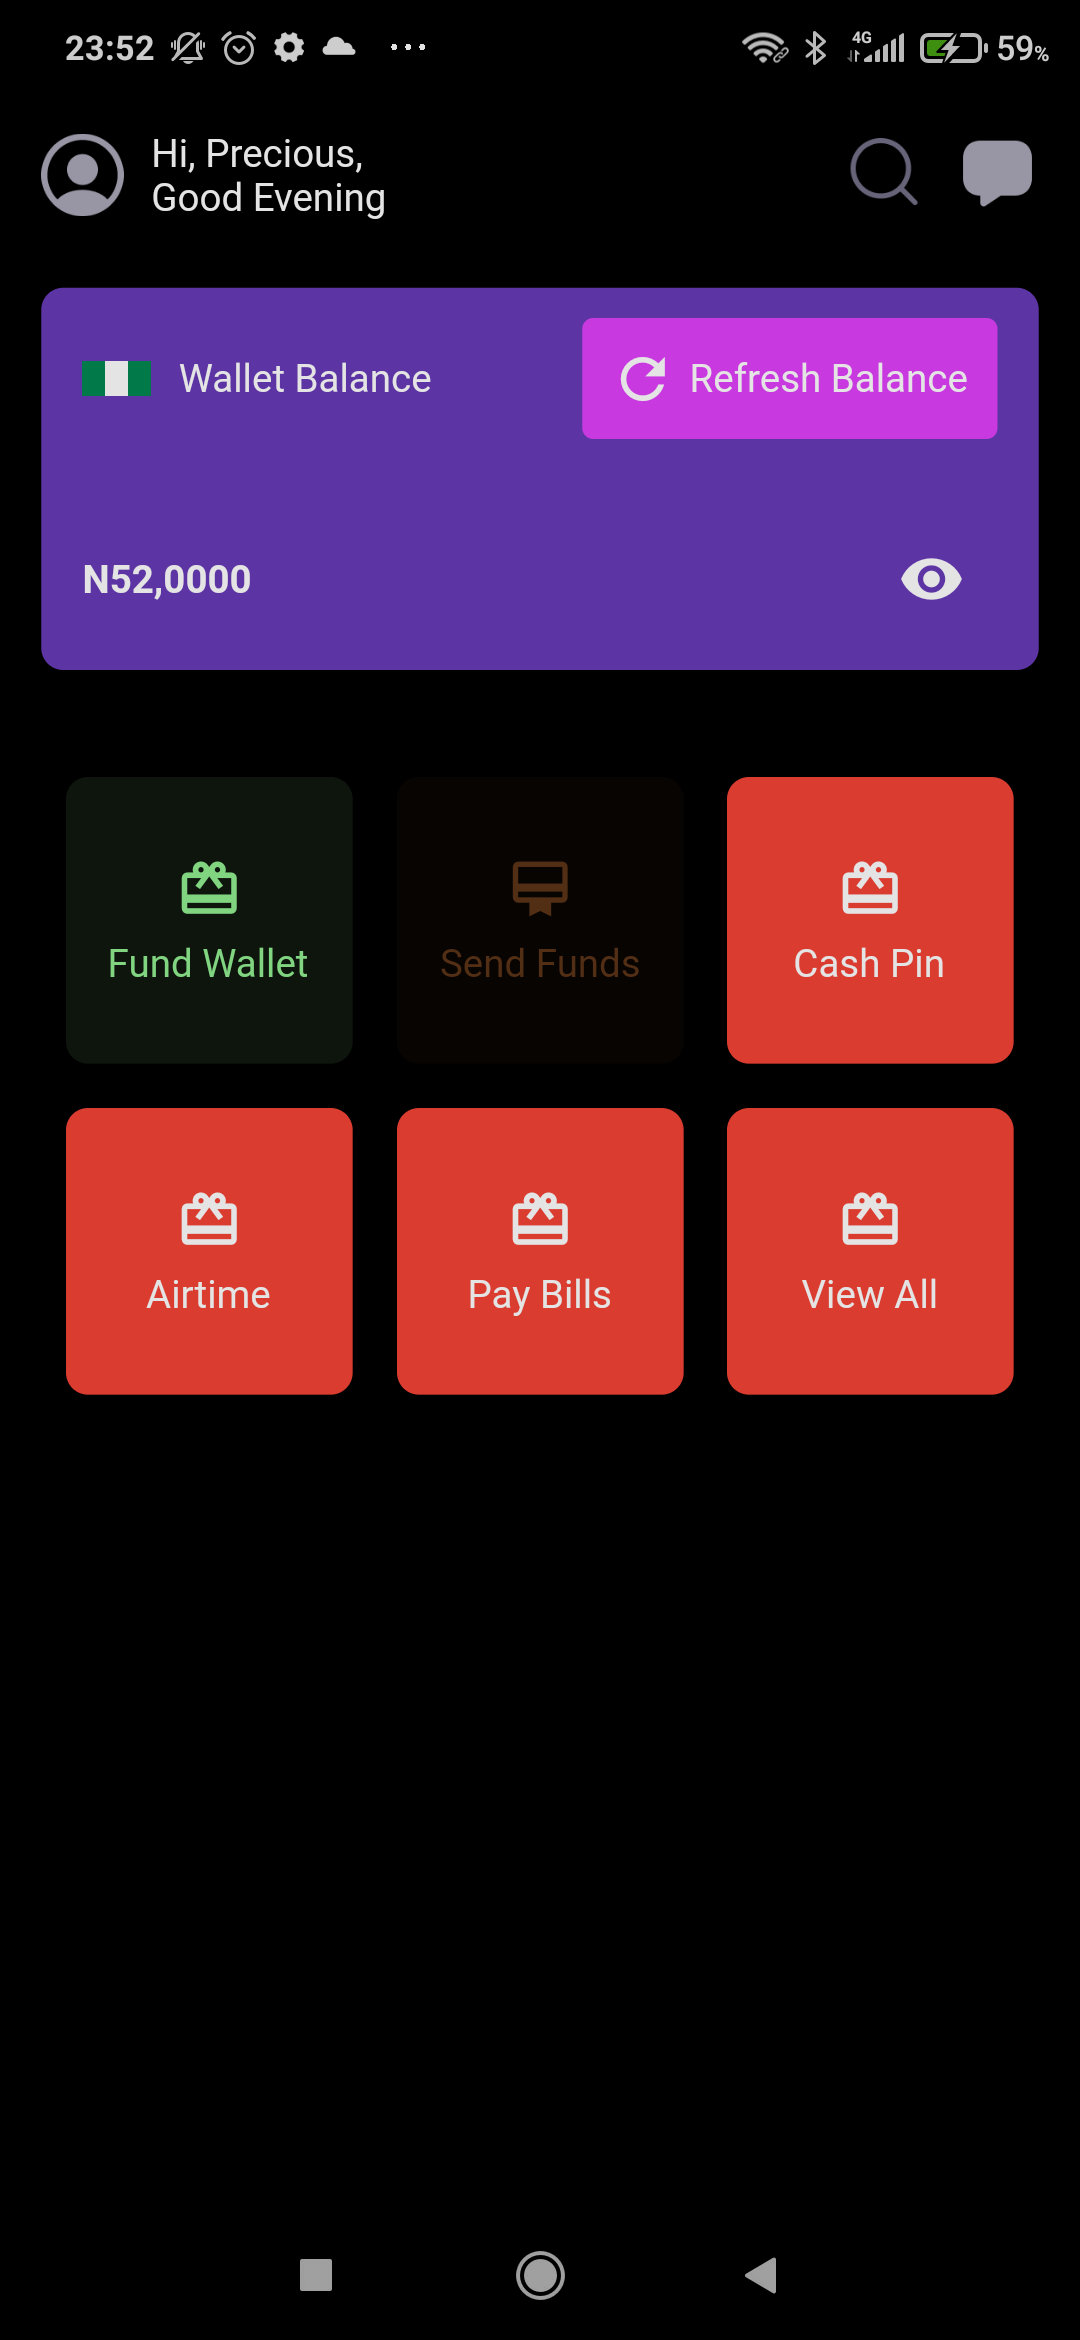 23:52 4G 59%
Hi, Precious,
Good Evening
Wallet Balance Refresh Balance
N52,0000
Fund Wallet Send Funds Cash Pin
Airtime Pay Bills View All